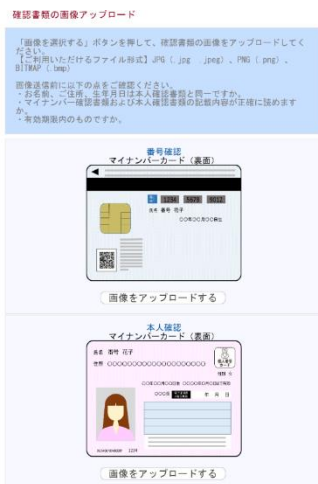 確認書類の画像アップロード
「画像を選択する」ボタンを押して、確認書類の画像をアップロードしてく
ださい。
【ご利用いただけるファイル形式】JPG (.jpg .jpeg) 、PNG (.png) 、
BITMAP (.bmp)
画像送信前に以下の点をご確認ください。
・お名前、ご住所、生年月日は本人確認書類と同一ですか。
・マイナンバー確認書類および本人確認書類の記載内容が正確に読めます
か。
・有効期限内のものですか。
番号確認
マイナンバーカード（裏面）
1234 5678 9012
氏名 番号 花子
○○年○○月○○日生
画像をアップロードする
本人確認
マイナンバーカード（表面）
氏名 番号 花子
住所 ○○○○○○○○○○○○○○○○○○
性別 女
1234
画像をアップロードする